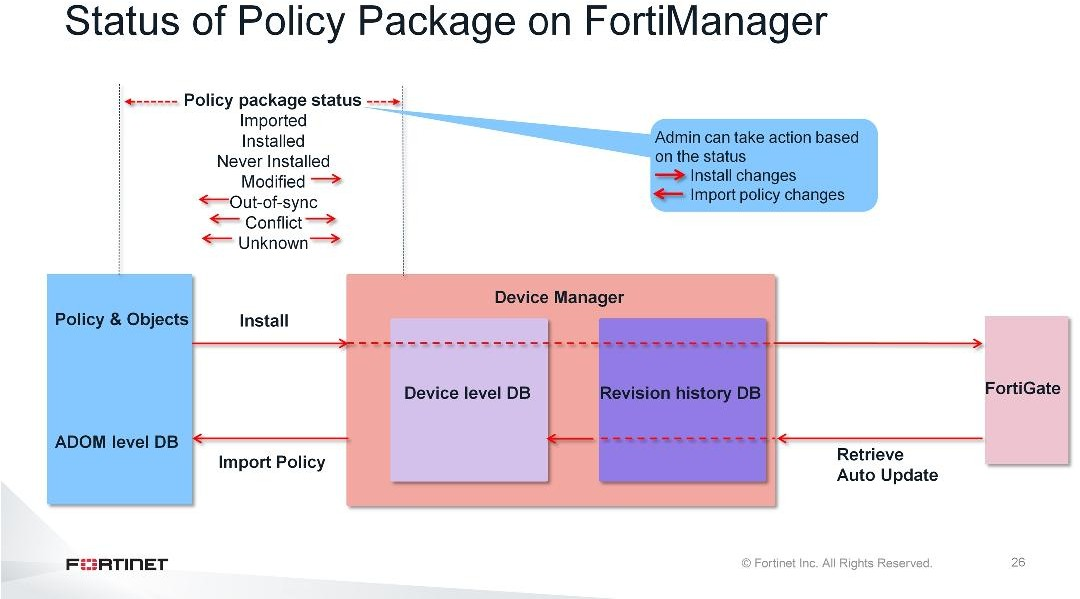 Status of Policy Package on FortiManager
Policy package status
Imported
Installed
Never Installed
Modified
Out-of-sync
Conflict
Unknown
Admin can take action based
on the status
Install changes
Import policy changes
Device Manager
Policy & Objects
Install
Device level DB
Revision history DB
FortiGate
ADOM level DB
Import Policy
Retrieve
Auto Update
FORTINET
© Fortinet Inc. All Rights Reserved.
26